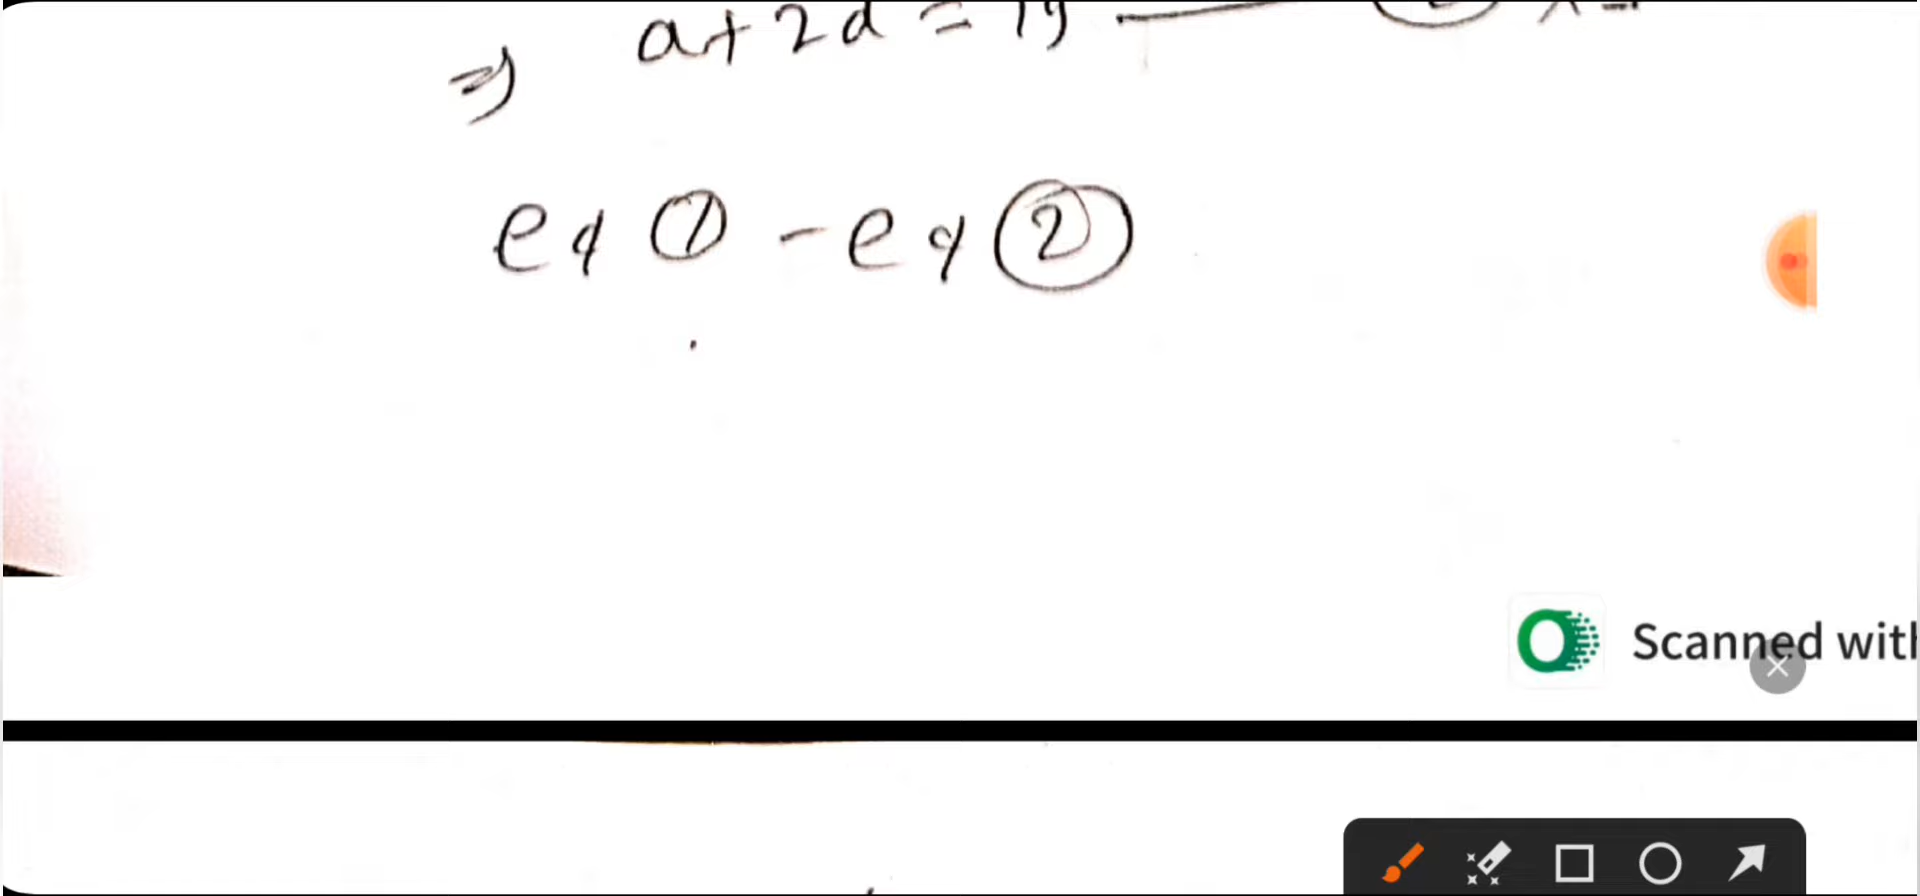 ⇒ a+2d =
eq ① - eq ②
Scanned with